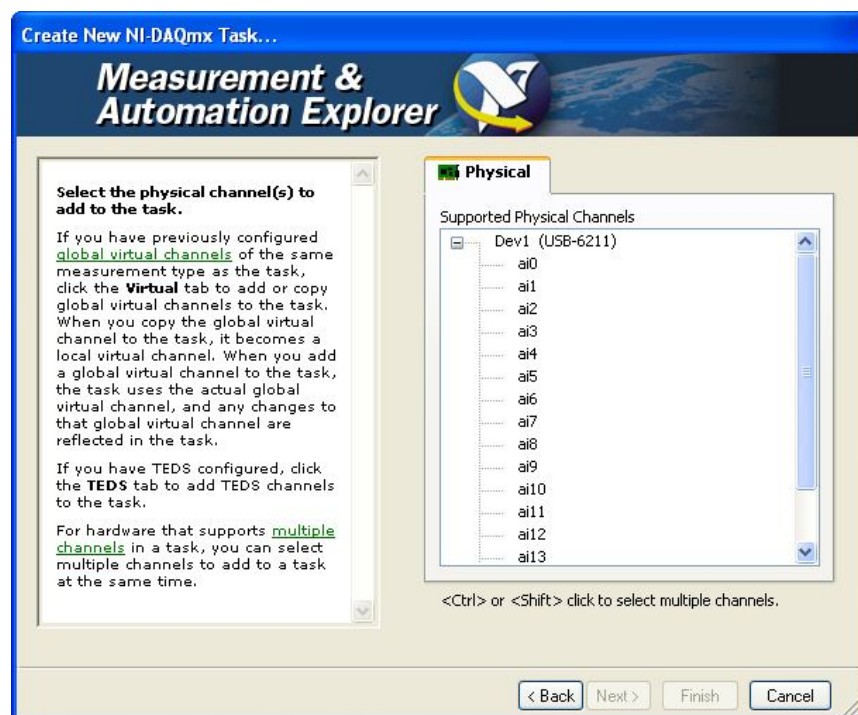 Create New NI-DAQmx Task...
Measurement &
Automation Explorer
Select the physical channel(s) to
add to the task.
If you have previously configured
global virtual channels of the same
measurement type as the task,
click the Virtual tab to add or copy
global virtual channels to the task.
When you copy the global virtual
channel to the task, it becomes a
local virtual channel. When you add
a global virtual channel to the task,
the task uses the actual global
virtual channel, and any changes to
that global virtual channel are
reflected in the task.
If you have TEDS configured, click
the TEDS tab to add TEDS channels
to the task.
For hardware that supports multiple
channels in a task, you can select
multiple channels to add to a task
at the same time.
Physical
Supported Physical Channels
Dev1 (USB-6211)
ai0
ai1
ai2
ai3
ai4
ai5
ai6
ai7
ai8
ai9
ai10
ai11
ai12
ai13
<Ctrl> or <Shift> click to select multiple channels.
< Back
Next >
Finish
Cancel